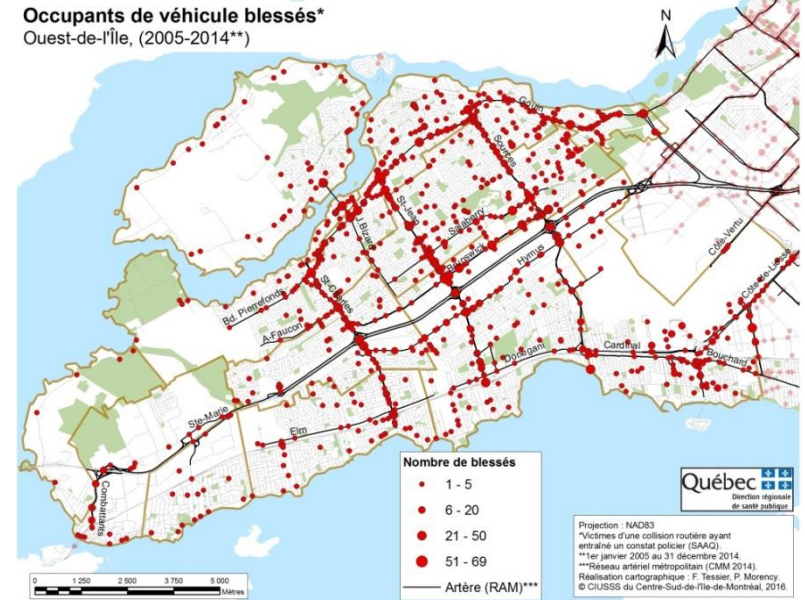 Occupants de véhicule blessés*
Ouest-de-l'Île, (2005-2014**)
N
Gouin
Sources
St-Jean
J.Bizard
Salaberry
Brunswick
Hymus
Côte-Vertu
Côte-de-Liesse
Bd. Pierrefonds
St-Charles
A-Faucon
Cardinal
Bouchard
Donegani
Ste-Marie
Elm
Combattants
Nombre de blessés
1 - 5
6 - 20
21 - 50
51 - 69
Artère (RAM)***
Québec
Direction régionale
de santé publique
Projection : NAD83
*Victimes d'une collision routière ayant
entraîné un constat policier (SAAQ).
**1er janvier 2005 au 31 décembre 2014.
***Réseau artériel métropolitain (CMM 2014).
Réalisation cartographique : F. Tessier, P. Morency.
© CIUSSS du Centre-Sud-de-l'Île-de-Montréal, 2016.
0 1 250 2 500 5 000
Mètres